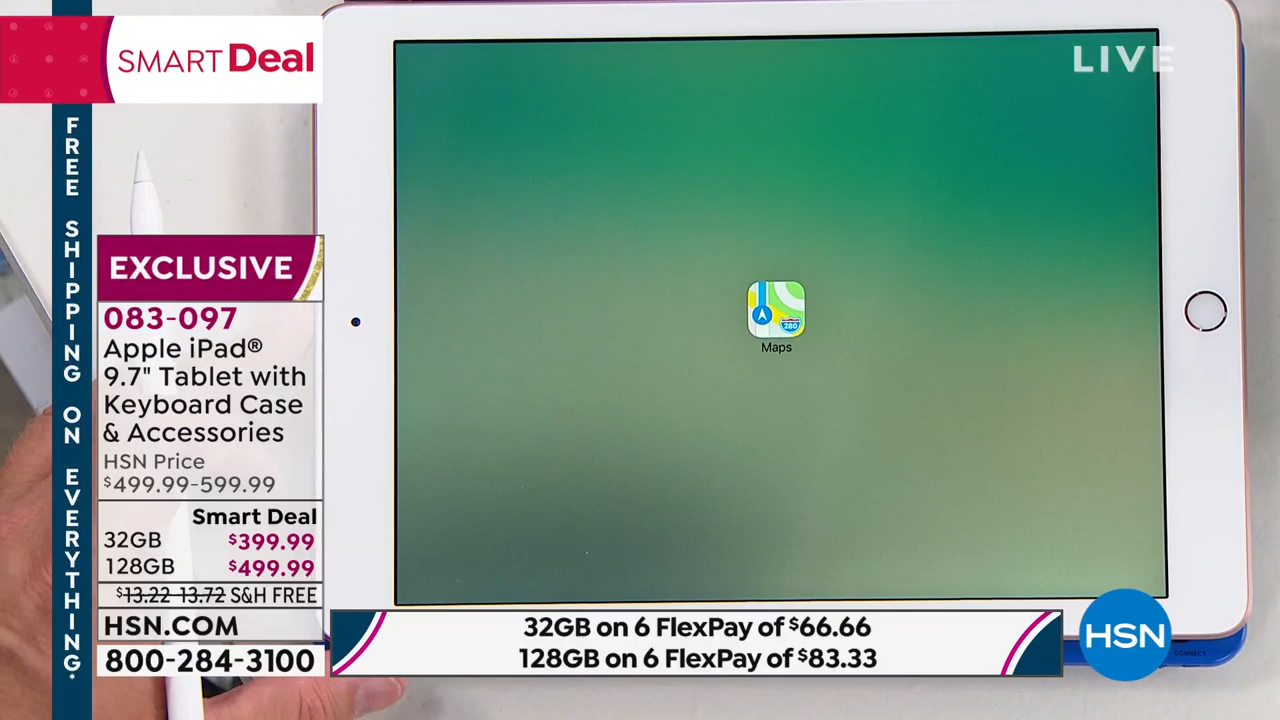 SMART Deal
LIVE
FREE SHIPPING ON EVERYTHING*
EXCLUSIVE
083-097
Apple iPad®
9.7" Tablet with
Keyboard Case
& Accessories
HSN Price
$499.99-599.99
Smart Deal
32GB $399.99
128GB $499.99
$13.22-13.72 S&H FREE
HSN.COM
800-284-3100
280
Maps
32GB on 6 FlexPay of $66.66
128GB on 6 FlexPay of $83.33
HSN
CONNECT